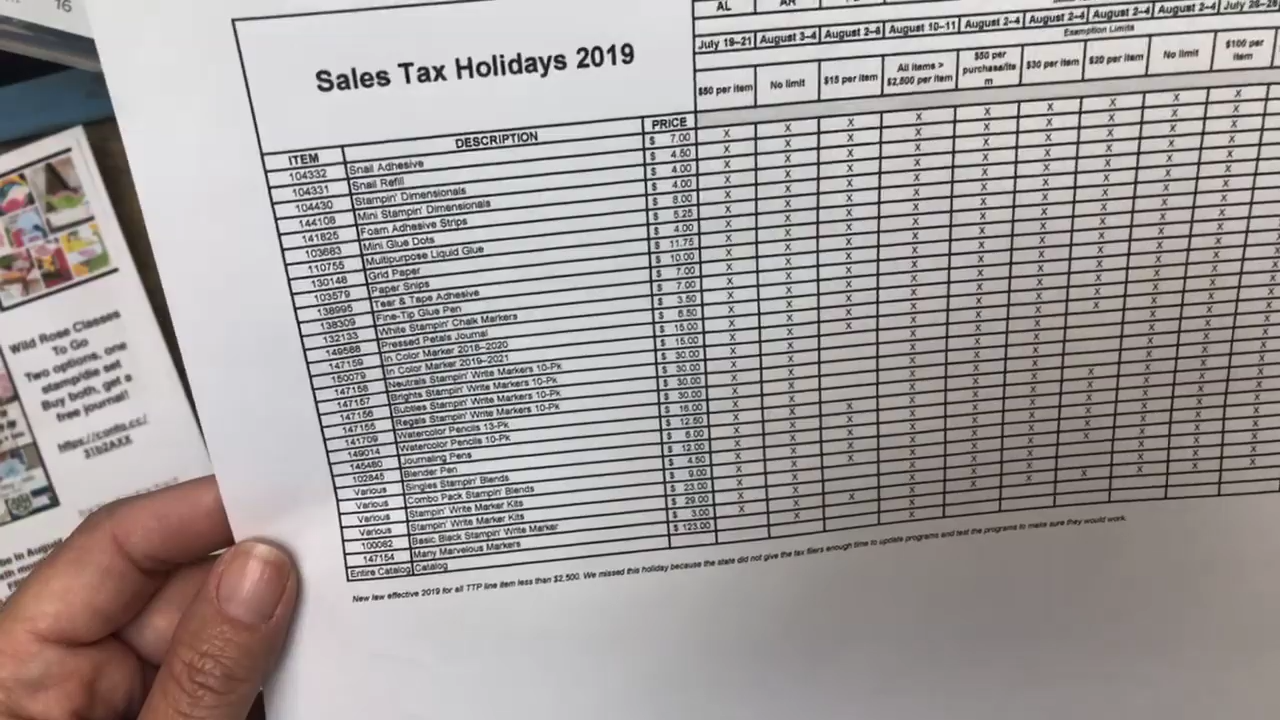 16
AL
July 19–21 August 3–4 August 2–4 August 2–4 August 2–4 August 2–4
August 10–11
Exemption Limits
Sales Tax Holidays 2019
$50 per item No limit $15 per item All items > $2,500 per item $50 per purchase/item $30 per item $20 per item No limit $100 per item
ITEM DESCRIPTION PRICE
104332 Snail Adhesive $ 7.00 X X X X X X X X X
104331 Snail Refill $ 4.50 X X X X X X X X X
104430 Stampin' Dimensionals $ 4.00 X X X X X X X X X
144108 Mini Stampin' Dimensionals $ 4.00 X X X X X X X X X
141825 Foam Adhesive Strips $ 8.00 X X X X X X X X X
103683 Mini Glue Dots $ 5.25 X X X X X X X X X
110755 Multipurpose Liquid Glue $ 4.00 X X X X X X X X X
130148 Grid Paper $ 11.75 X X X X X X X X X
103579 Paper Snips $ 10.00 X X X X X X X X X
138995 Tear & Tape Adhesive $ 7.00 X X X X X X X X X
138309 Fine-Tip Glue Pen $ 7.00 X X X X X X X X X
132133 White Stampin' Chalk Markers $ 3.50 X X X X X X X X X
149588 Pressed Petals Journal $ 6.50 X X X X X X X X X
147159 In Color Marker 2018–2020 $ 15.00 X X X X X X X X X
150079 In Color Marker 2019–2021 $ 15.00 X X X X X X X X X
147158 Neutrals Stampin' Write Markers 10-Pk $ 30.00 X X X X X X X
147157 Brights Stampin' Write Markers 10-Pk $ 30.00 X X X X X X X
147156 Subtles Stampin' Write Markers 10-Pk $ 30.00 X X X X X X X
147155 Regals Stampin' Write Markers 10-Pk $ 30.00 X X X X X X X
141709 Watercolor Pencils 13-Pk $ 16.00 X X X X X X X X
149014 Watercolor Pencils 10-Pk $ 12.50 X X X X X X X X X
145480 Journaling Pens $ 6.00 X X X X X X X X X
102845 Blender Pen $ 12.00 X X X X X X X X X
Various Singles Stampin' Blends $ 4.50 X X X X X X X X X
Various Combo Pack Stampin' Blends $ 9.00 X X X X X X X X X
Various Stampin' Write Marker Kits $ 23.00 X X X X X X X
Various Stampin' Write Marker Kits $ 29.00 X X X X X X X
100082 Basic Black Stampin' Write Marker $ 3.00 X X X X X X X X X
147154 Many Marvelous Markers $ 123.00 X X
Entire Catalog Catalog
New law effective 2019 for all TTP line item less than $2,500. We missed this holiday because the state did not give the tax filers enough time to update programs and test the programs to make sure they would work.
Wild Rose Classes
To Go
Two options, one
stamp/die set
Buy both, get a
free journal!
https://conta.cc/
31b2AXX
in August